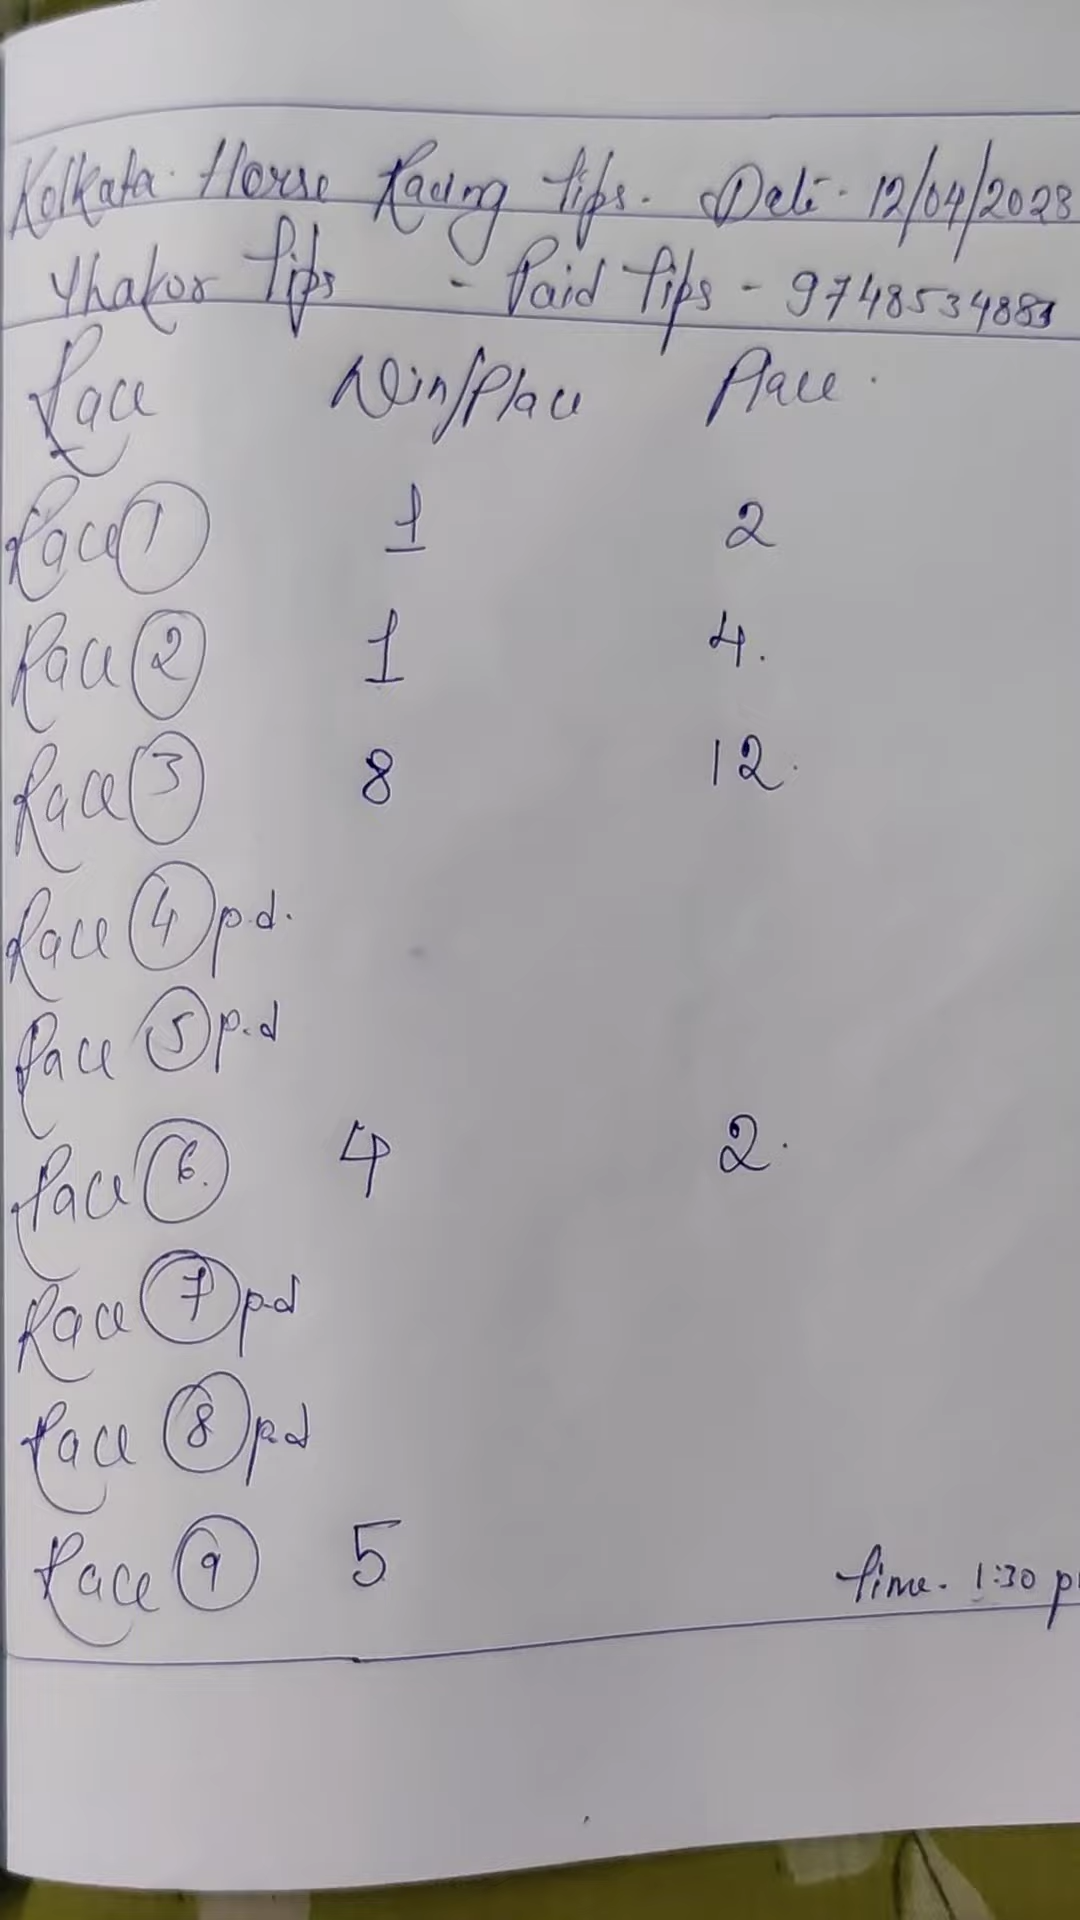 Kolkata. Horse Racing Tips. Date- 12/04/2023
Thakor Tips - Paid Tips - 9748534881
Race Win/Place Place.
Race 1 1 2
Race 2 1 4.
Race 3 8 12.
Race 4 p.d.
Race 5 p.d
Race 6. 4 2.
Race 7 p.d
Race 8 p.d
Race 9 5
Time. 1:30 p